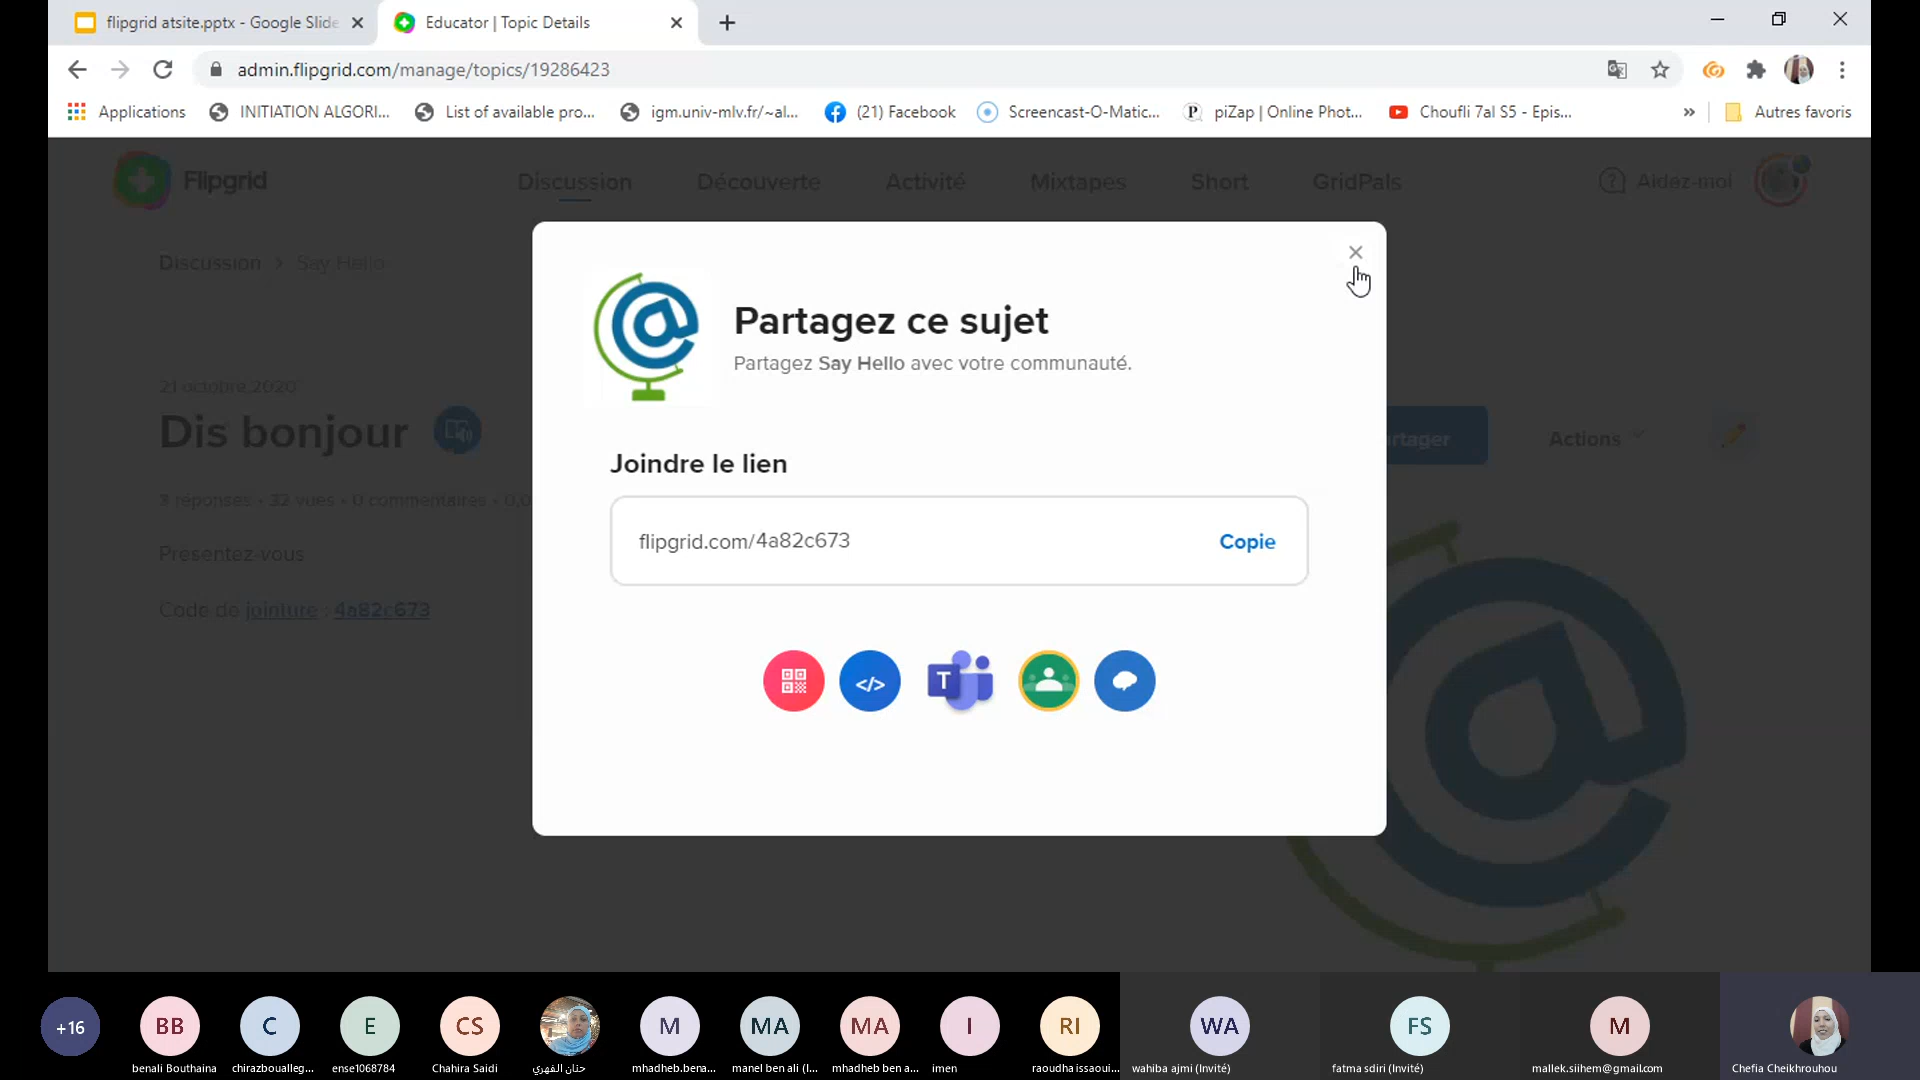 flipgrid atsite.pptx - Google Slide
Educator | Topic Details
admin.flipgrid.com/manage/topics/19286423
Applications
INITIATION ALGORI...
List of available pro...
igm.univ-mlv.fr/~al...
(21) Facebook
Screencast-O-Matic...
piZap | Online Phot...
Choufli 7al S5 - Epis...
»
Autres favoris
Flipgrid
Discussion
Découverte
Activité
Mixtapes
Short
GridPals
Aidez-moi
Discussion > Say Hello
Partagez ce sujet
Partagez Say Hello avec votre communauté.
21 octobre 2020
Dis bonjour
rtager
Actions
3 réponses • 32 vues • 0 commentaires • 0,0
Joindre le lien
flipgrid.com/4a82c673
Copie
Presentez-vous
Code de jointure : 4a82c673
</>
T
+16
BB
C
E
CS
M
MA
MA
I
RI
WA
FS
M
benali Bouthaina
chirazboualleg...
ense1068784
Chahira Saidi
حنان الفهري
mhadheb.bena...
manel ben ali (I...
mhadheb ben a...
imen
raoudha issaoui...
wahiba ajmi (Invité)
fatma sdiri (Invité)
mallek.siihem@gmail.com
Chefia Cheikhrouhou